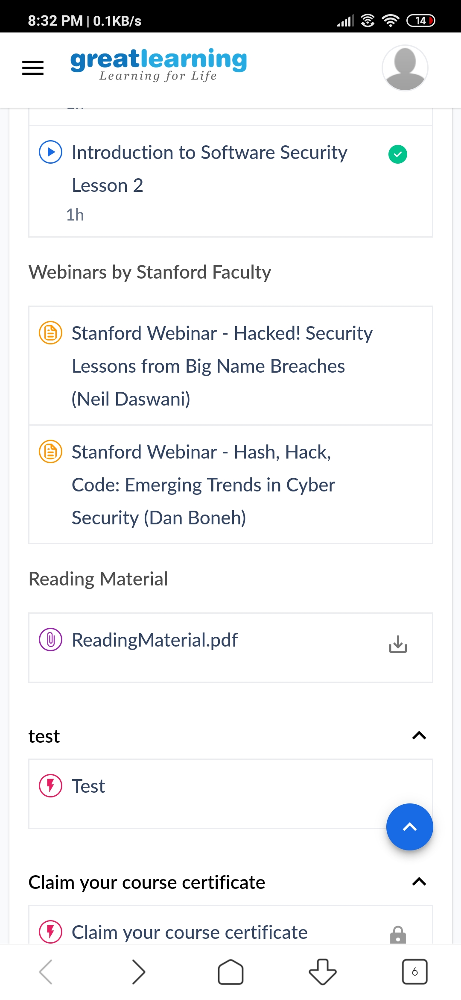 8:32 PM | 0.1KB/s
14
greatlearning
Learning for Life
Introduction to Software Security
Lesson 2
1h
Webinars by Stanford Faculty
Stanford Webinar - Hacked! Security
Lessons from Big Name Breaches
(Neil Daswani)
Stanford Webinar - Hash, Hack,
Code: Emerging Trends in Cyber
Security (Dan Boneh)
Reading Material
ReadingMaterial.pdf
test
Test
Claim your course certificate
Claim your course certificate
6